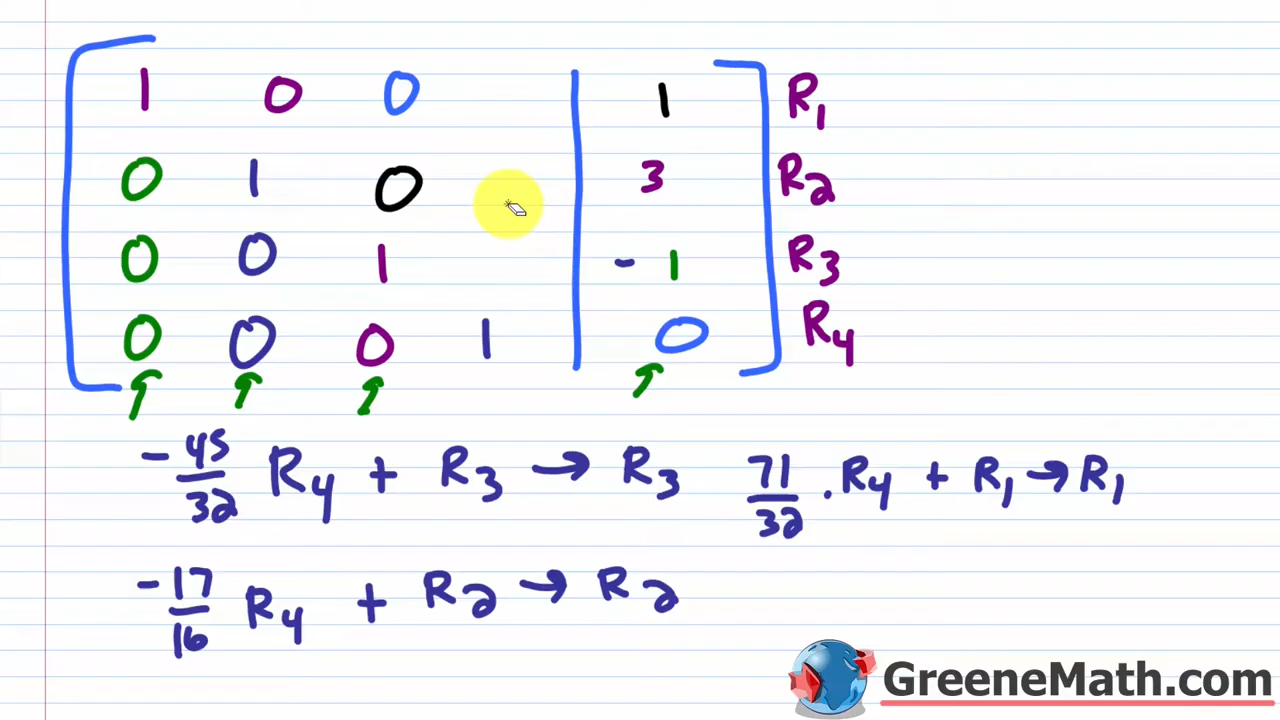 1 0 0 | 1 R1
0 1 0 | 3 R2
0 0 1 | -1 R3
0 0 0 1 | 0 R4
-45/32 R4 + R3 → R3 71/32 . R4 + R1 → R1
-17/16 R4 + R2 → R2
GreeneMath.com